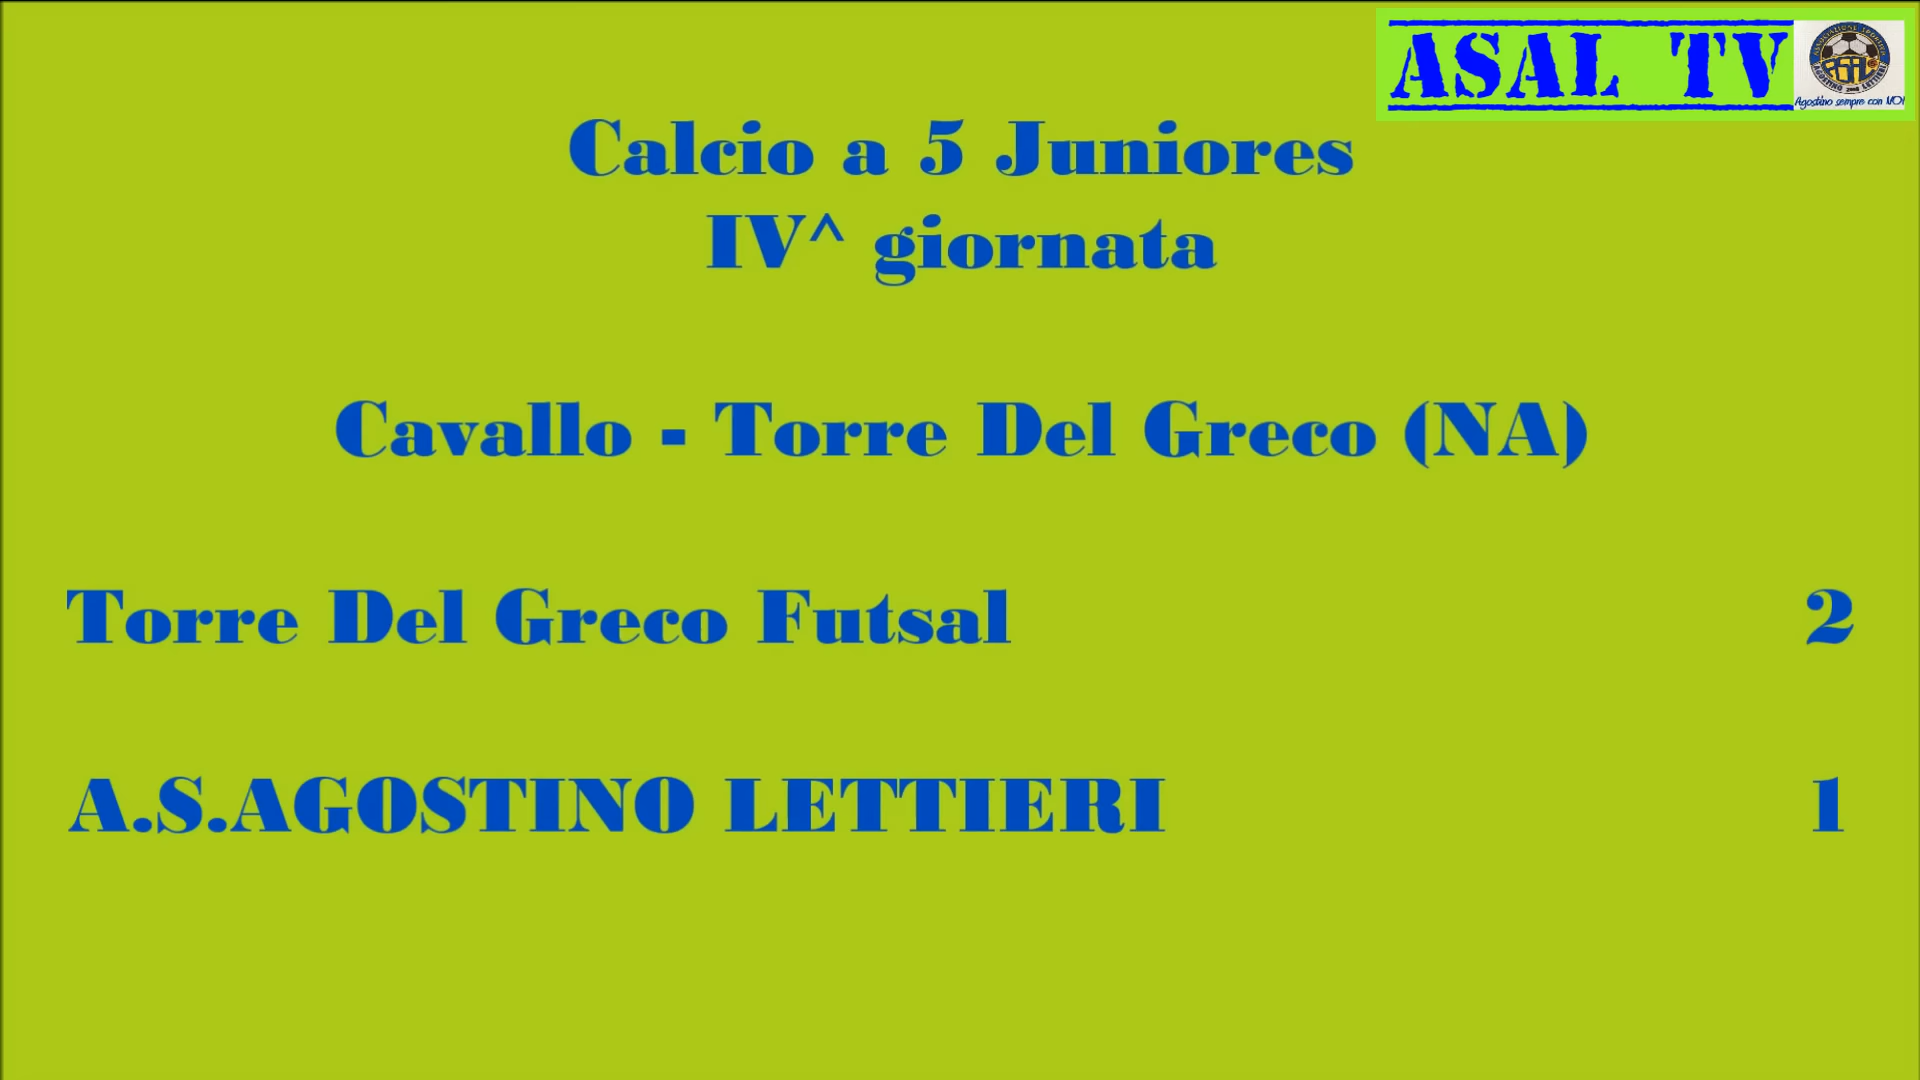 ASAL TV
Agostino sempre con NOI
Calcio a 5 Juniores
IV^ giornata
Cavallo - Torre Del Greco (NA)
Torre Del Greco Futsal 2
A.S.AGOSTINO LETTIERI 1